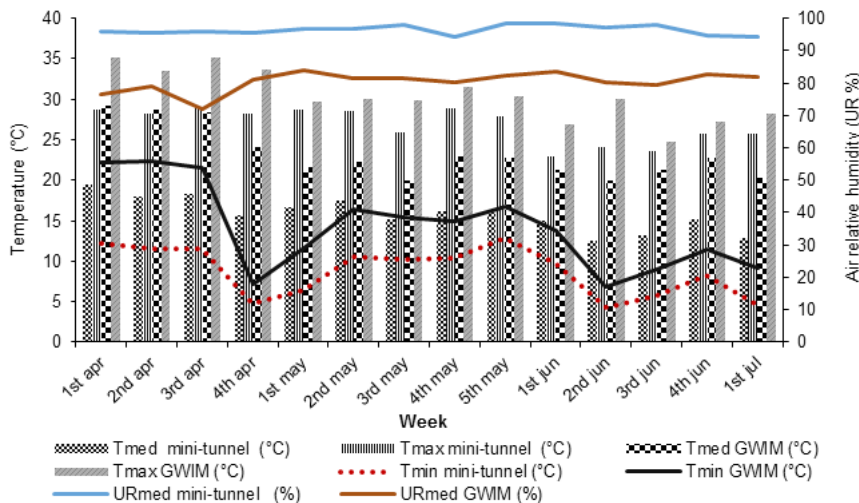 40
35
30
25
20
15
10
5
0
Temperature (°C)
100
90
80
70
60
50
40
30
20
10
0
Air relative humidity (UR %)
1st apr
2nd apr
3rd apr
4th apr
1st may
2nd may
3rd may
4th may
5th may
1st jun
2nd jun
3rd jun
4th jun
1st jul
Week
Tmed mini-tunnel (°C) Tmax mini-tunnel (°C) Tmed GWIM (°C)
Tmax GWIM (°C) Tmin mini-tunnel (°C) Tmin GWIM (°C)
URmed mini-tunnel (%) URmed GWIM (%)